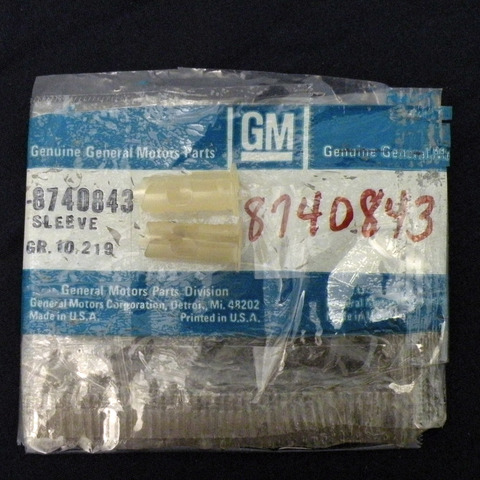 GM
Genuine General Motors Parts
Genuine General
8740843
SLEEVE
GR. 10.219
8740843
General Motors Parts Division
General Motors Corporation, Detroit, Mi. 48202
Made in U.S.A. Printed in U.S.A.